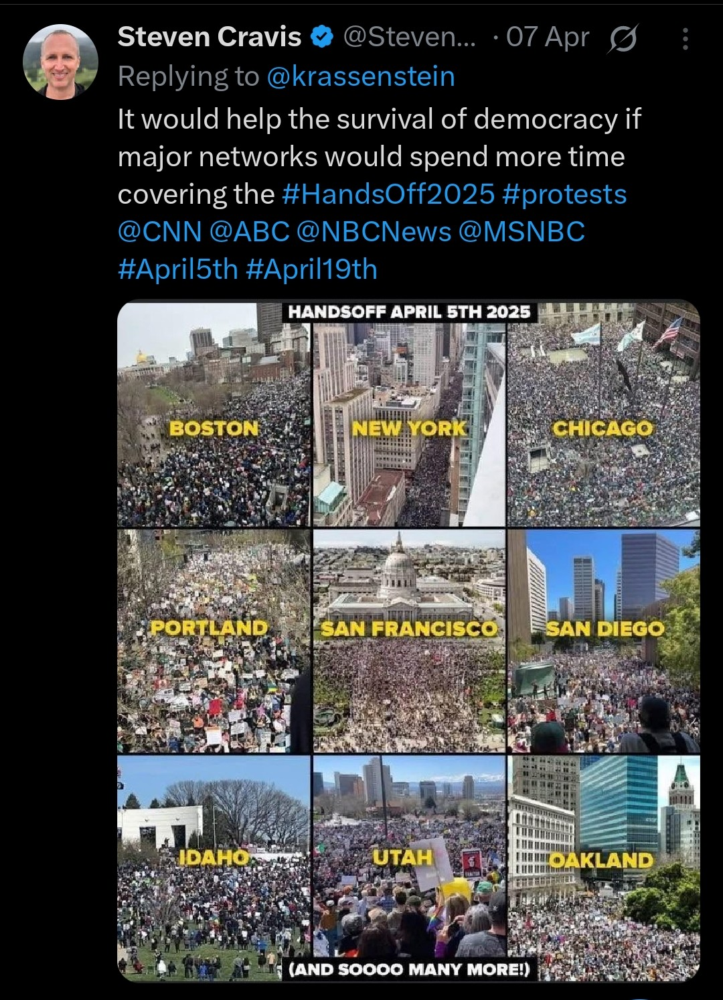 Steven Cravis @Steven... · 07 Apr
Replying to @krassenstein
It would help the survival of democracy if
major networks would spend more time
covering the #HandsOff2025 #protests
@CNN @ABC @NBCNews @MSNBC
#April5th #April19th
HANDSOFF APRIL 5TH 2025
BOSTON
NEW YORK
CHICAGO
PORTLAND
SAN FRANCISCO
SAN DIEGO
IDAHO
UTAH
OAKLAND
(AND SOOOO MANY MORE!)